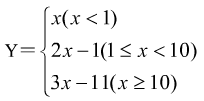 x(x < 1)
Y= 2x − 1(1 ≤ x < 10)
3x − 11(x ≥ 10)